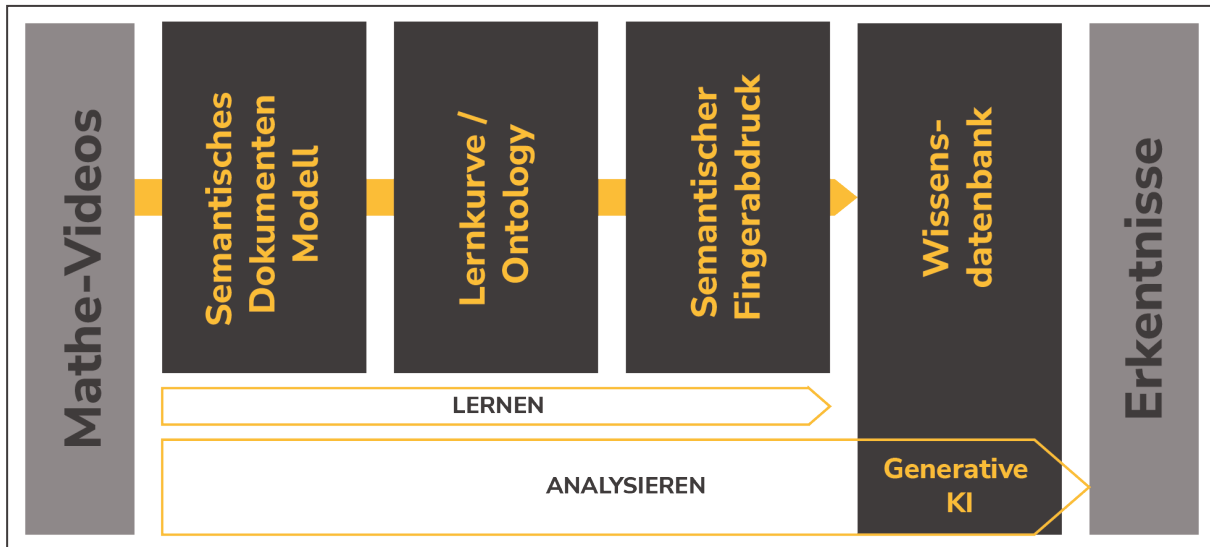 Mathe-Videos
Semantisches
Dokumenten
Modell
Lernkurve /
Ontology
Semantischer
Fingerabdruck
Wissens-
datenbank
Erkentnisse
LERNEN
ANALYSIEREN
Generative
KI